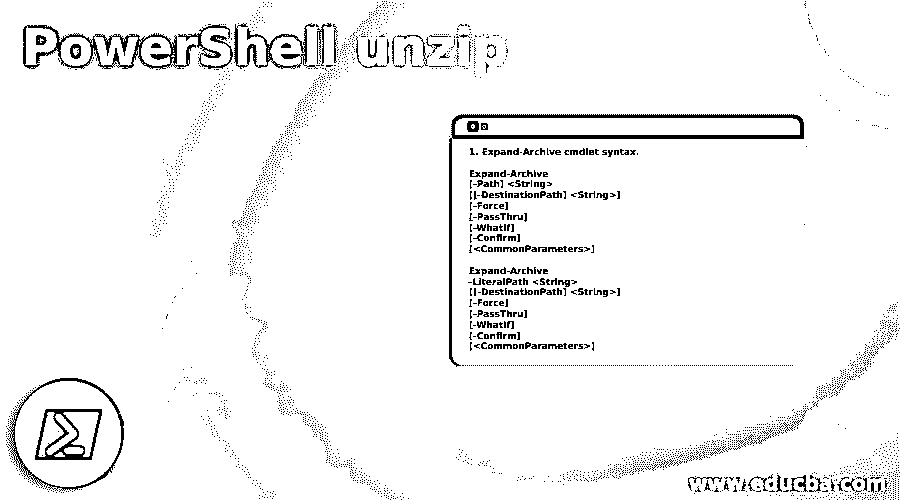 PowerShell unzip
1. Expand-Archive cmdlet syntax.
Expand-Archive
[-Path] <String>
[[-DestinationPath] <String>]
[-Force]
[-PassThru]
[-WhatIf]
[-Confirm]
[<CommonParameters>]
Expand-Archive
-LiteralPath <String>
[[-DestinationPath] <String>]
[-Force]
[-PassThru]
[-WhatIf]
[-Confirm]
[<CommonParameters>]
www.educba.com